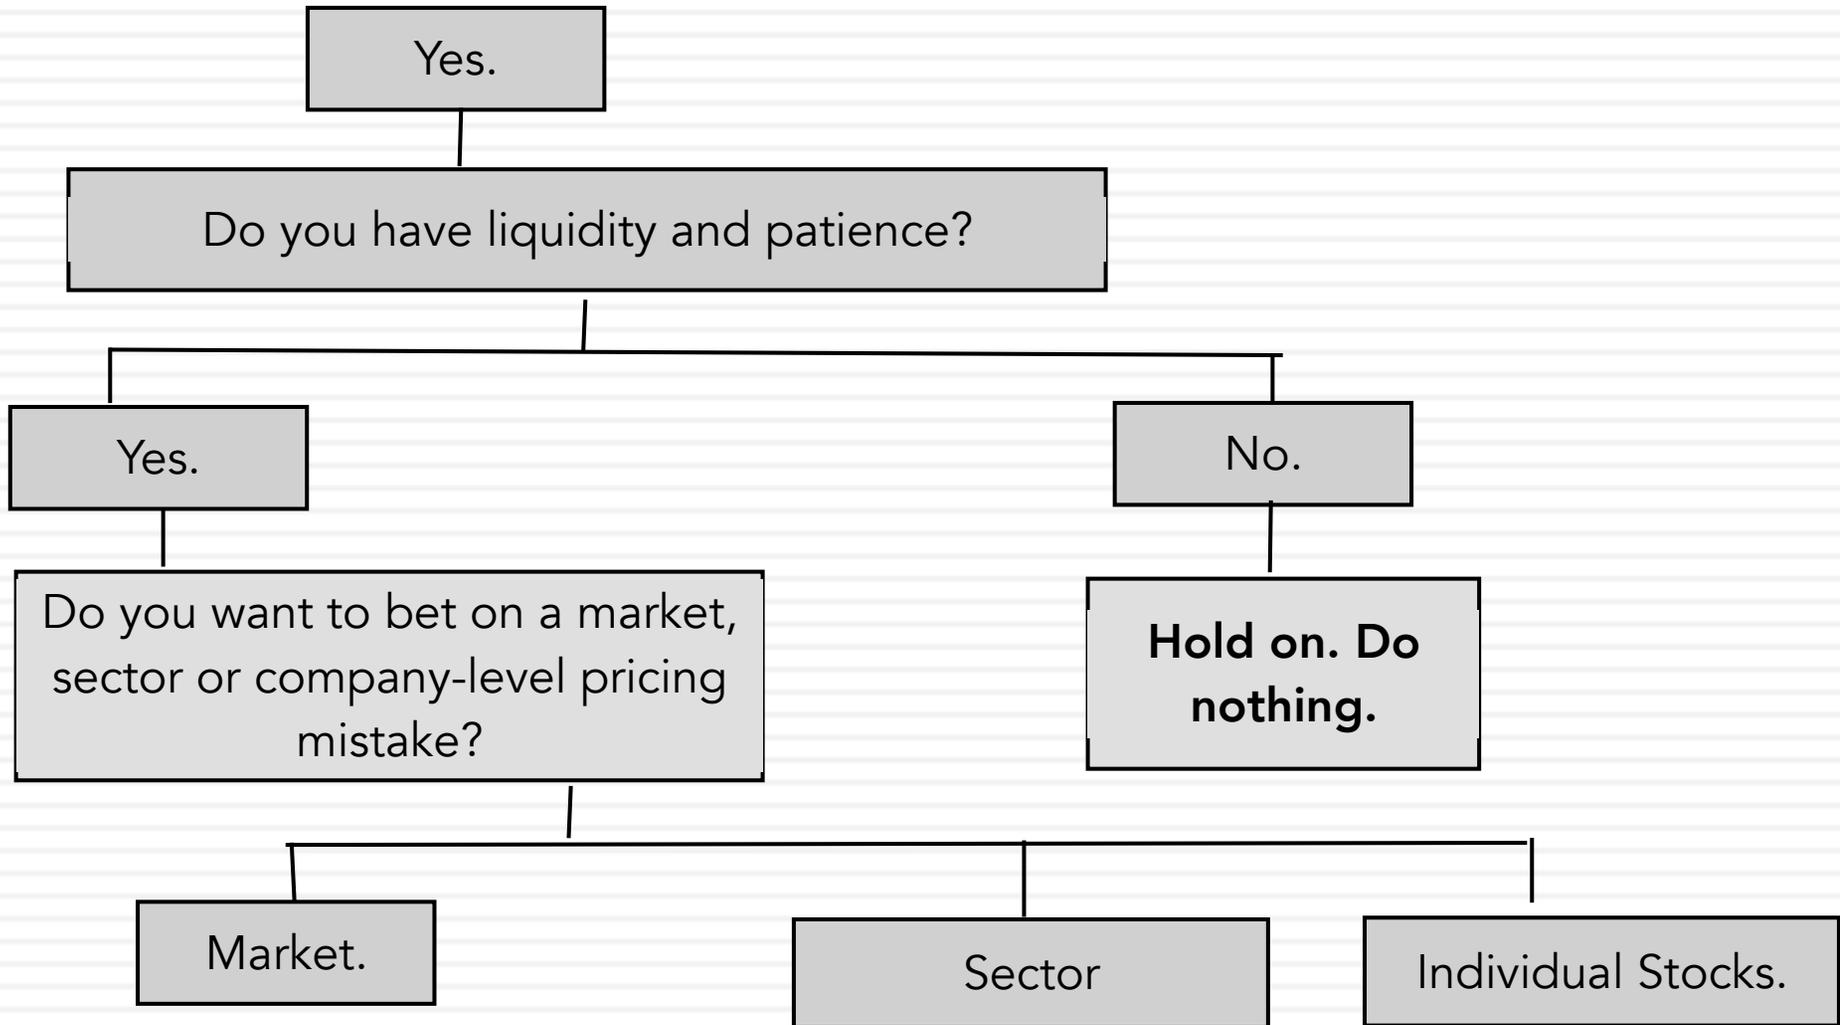 Yes.
Do you have liquidity and patience?
Yes.
No.
Do you want to bet on a market,
sector or company-level pricing
mistake?
Hold on. Do
nothing.
Market.
Sector
Individual Stocks.